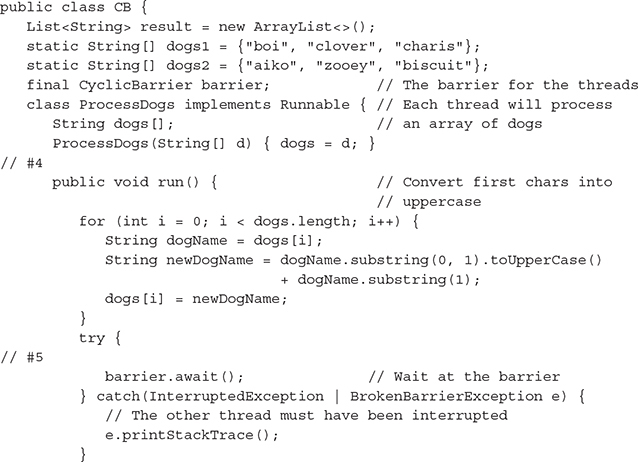 public class CB {
   List<String> result = new ArrayList<>();
   static String[] dogs1 = {"boi", "clover", "charis"};
   static String[] dogs2 = {"aiko", "zooey", "biscuit"};
   final CyclicBarrier barrier;          // The barrier for the threads
   class ProcessDogs implements Runnable { // Each thread will process
      String dogs[];                     // an array of dogs
      ProcessDogs(String[] d) { dogs = d; }
// #4
      public void run() {                // Convert first chars into
                                         // uppercase
         for (int i = 0; i < dogs.length; i++) {
            String dogName = dogs[i];
            String newDogName = dogName.substring(0, 1).toUpperCase()
                              + dogName.substring(1);
            dogs[i] = newDogName;
         }
         try {
// #5
            barrier.await();            // Wait at the barrier
         } catch(InterruptedException | BrokenBarrierException e) {
            // The other thread must have been interrupted
            e.printStackTrace();
         }